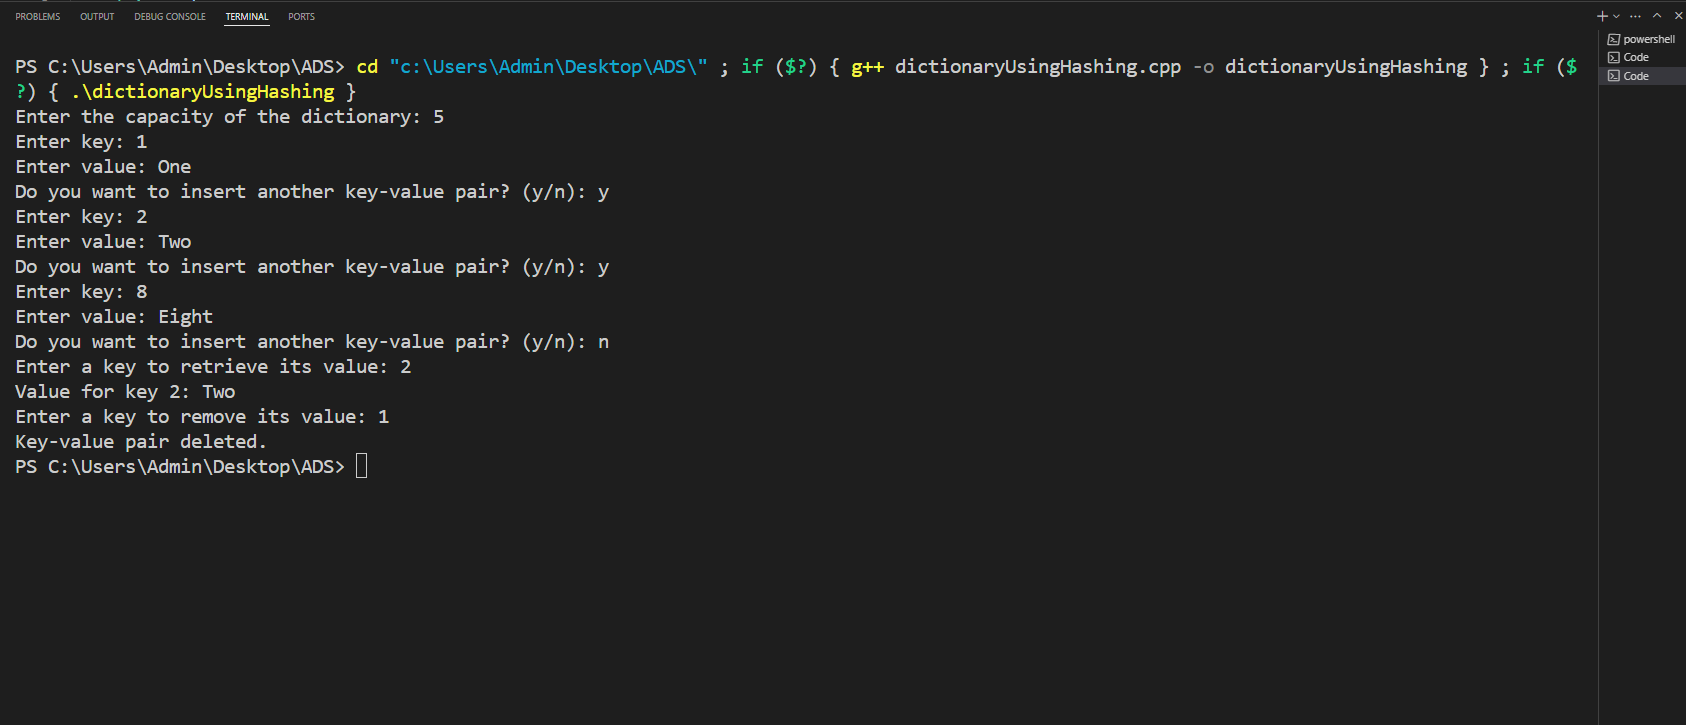 PROBLEMS OUTPUT DEBUG CONSOLE TERMINAL PORTS
powershell
Code
Code
PS C:\Users\Admin\Desktop\ADS> cd "c:\Users\Admin\Desktop\ADS\" ; if ($?) { g++ dictionaryUsingHashing.cpp -o dictionaryUsingHashing } ; if ($
?) { .\dictionaryUsingHashing }
Enter the capacity of the dictionary: 5
Enter key: 1
Enter value: One
Do you want to insert another key-value pair? (y/n): y
Enter key: 2
Enter value: Two
Do you want to insert another key-value pair? (y/n): y
Enter key: 8
Enter value: Eight
Do you want to insert another key-value pair? (y/n): n
Enter a key to retrieve its value: 2
Value for key 2: Two
Enter a key to remove its value: 1
Key-value pair deleted.
PS C:\Users\Admin\Desktop\ADS>